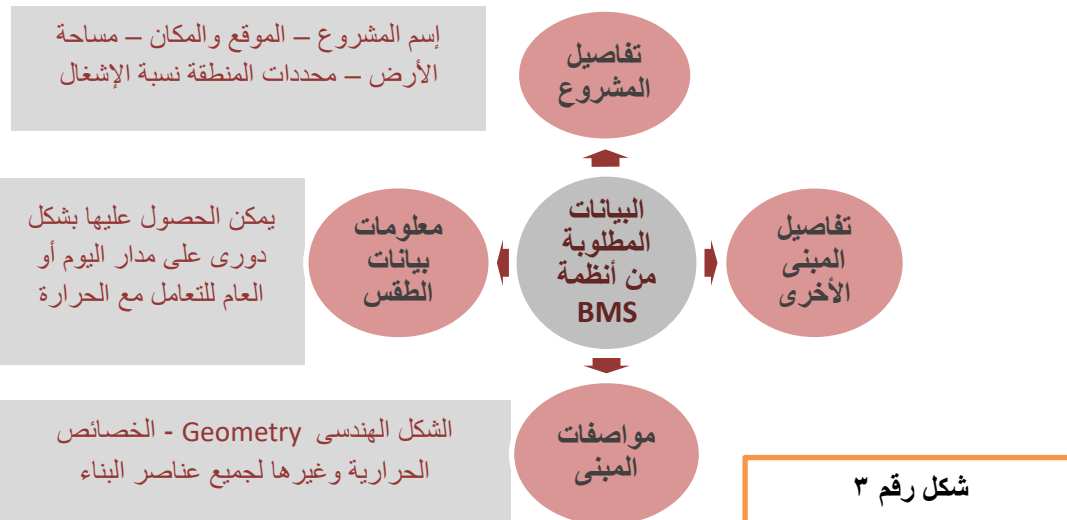 إسم المشروع – الموقع والمكان – مساحة
الأرض – محددات المنطقة نسبة الإشغال
تفاصيل
المشروع
تفاصيل
المبنى
الأخرى
البيانات
المطلوبة
من أنظمة
BMS
معلومات
بيانات
الطقس
يمكن الحصول عليها بشكل
دورى على مدار اليوم أو
العام للتعامل مع الحرارة
مواصفات
المبنى
الشكل الهندسى Geometry - الخصائص
الحرارية وغيرها لجميع عناصر البناء
شكل رقم ٣